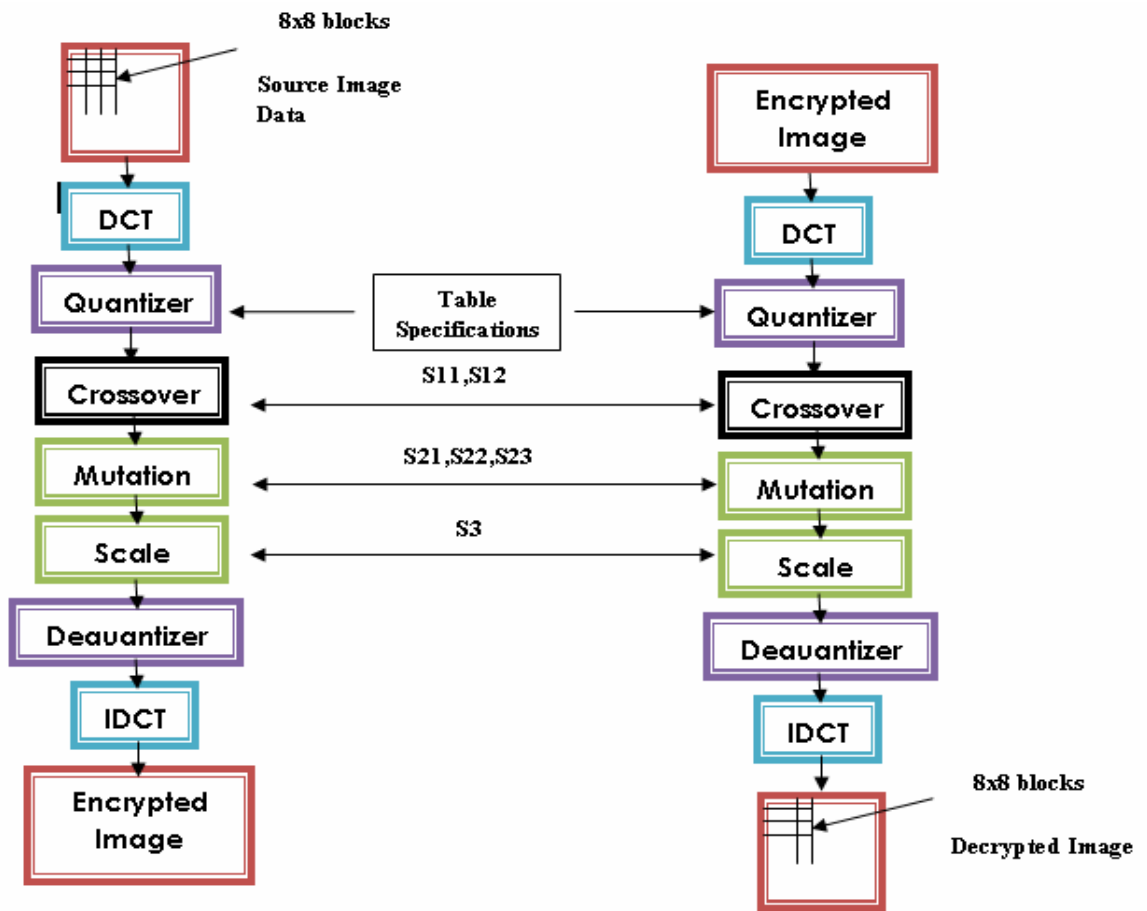 8x8 blocks
Source Image
Data
DCT
Quantizer
Crossover
Mutation
Scale
Deauantizer
IDCT
Encrypted
Image
Table
Specifications
S11,S12
S21,S22,S23
S3
Encrypted
Image
DCT
Quantizer
Crossover
Mutation
Scale
Deauantizer
IDCT
8x8 blocks
Decrypted Image